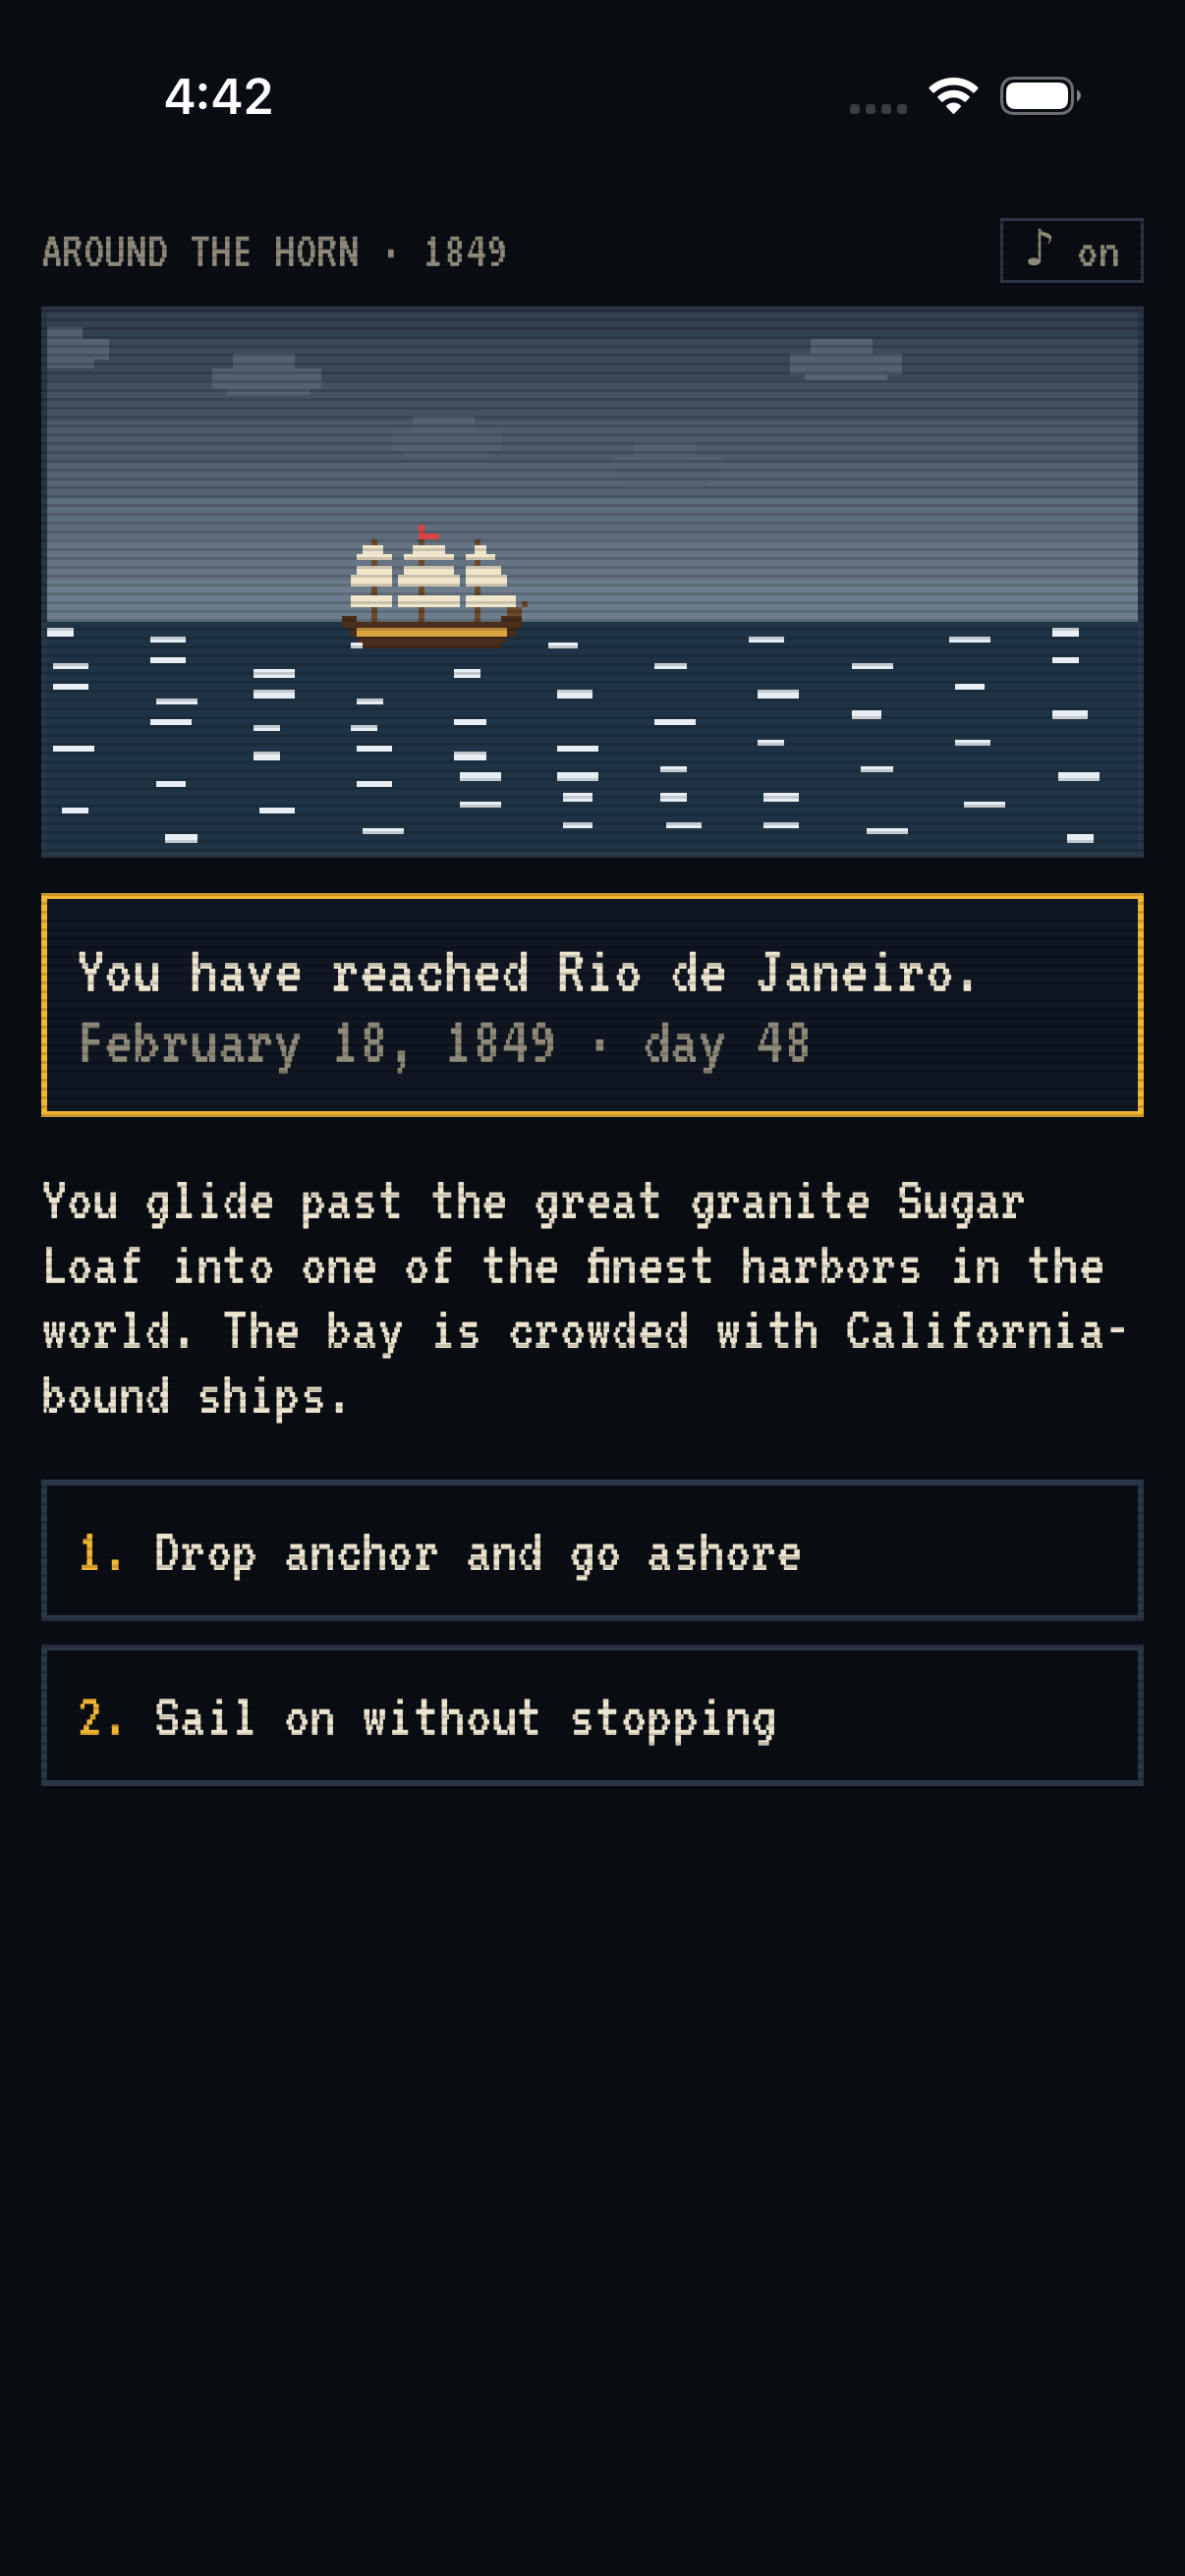 4:42
AROUND THE HORN · 1849
♪ on
You have reached Rio de Janeiro.
February 18, 1849 · day 48
You glide past the great granite Sugar
Loaf into one of the finest harbors in the
world. The bay is crowded with California-
bound ships.
1. Drop anchor and go ashore
2. Sail on without stopping